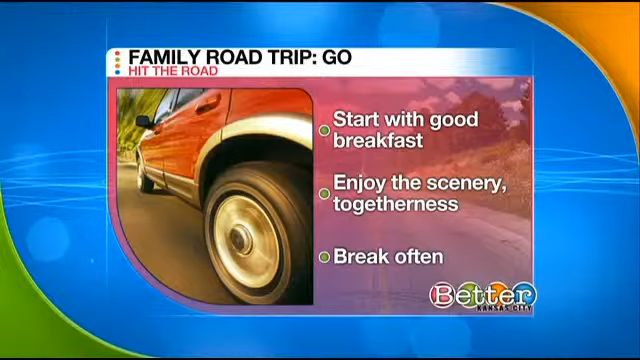 FAMILY ROAD TRIP: GO
HIT THE ROAD
Start with good
breakfast
Enjoy the scenery,
togetherness
Break often
Better
KANSAS CITY